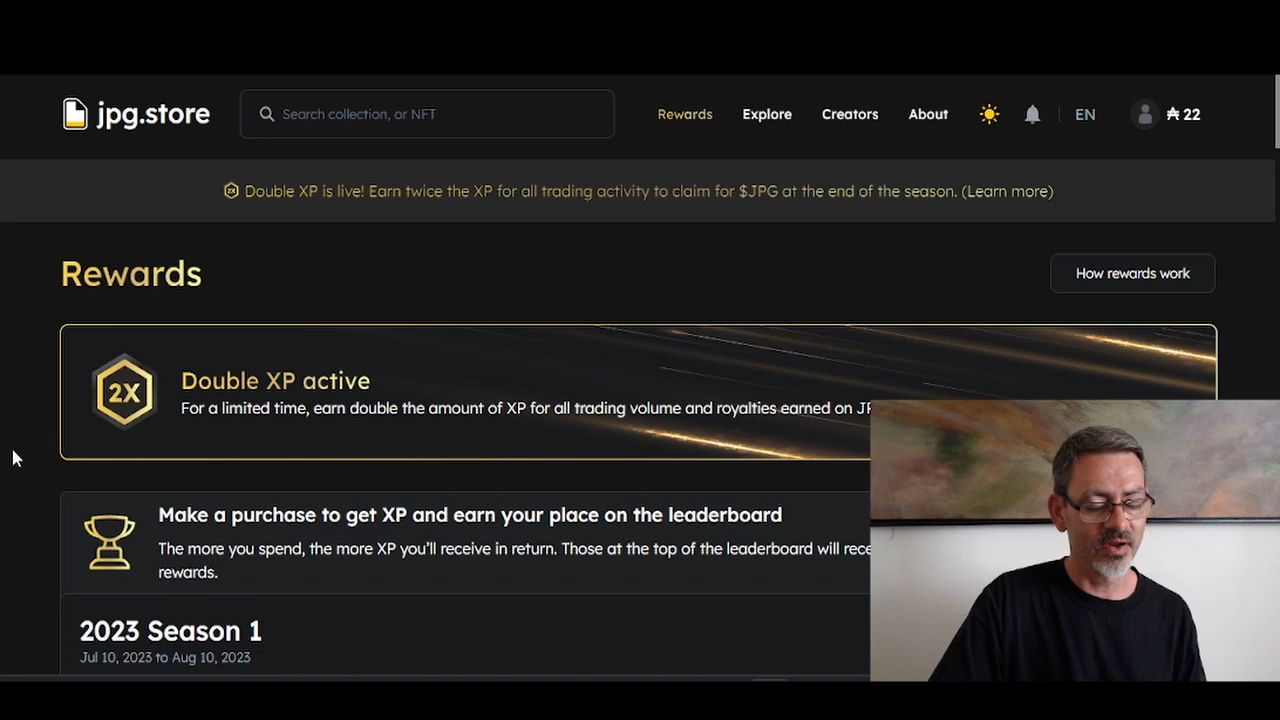 jpg.store
Search collection, or NFT
Rewards
Explore
Creators
About
EN
₳ 22
2X
Double XP is live! Earn twice the XP for all trading activity to claim for $JPG at the end of the season. (Learn more)
Rewards
How rewards work
2X
Double XP active
For a limited time, earn double the amount of XP for all trading volume and royalties earned on
Make a purchase to get XP and earn your place on the leaderboard
The more you spend, the more XP you'll receive in return. Those at the top of the leaderboard will
rewards.
2023 Season 1
Jul 10, 2023 to Aug 10, 2023